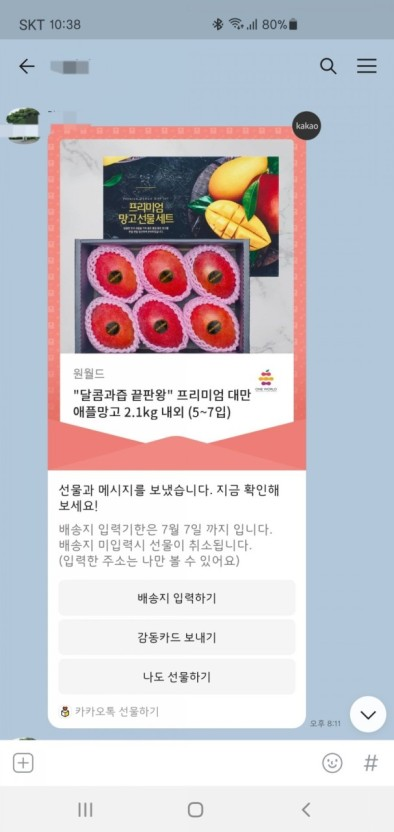 SKT 10:38
80%
kakao
프리미엄
망고 선물 세트
원월드
"달콤과즙 끝판왕" 프리미엄 대만
애플망고 2.1kg 내외 (5~7입)
선물과 메시지를 보냈습니다. 지금 확인해
보세요!
배송지 입력기한은 7월 7일 까지 입니다.
배송지 미입력시 선물이 취소됩니다.
(입력한 주소는 나만 볼 수 있어요)
배송지 입력하기
감동카드 보내기
나도 선물하기
카카오톡 선물하기
오후 8:11
#